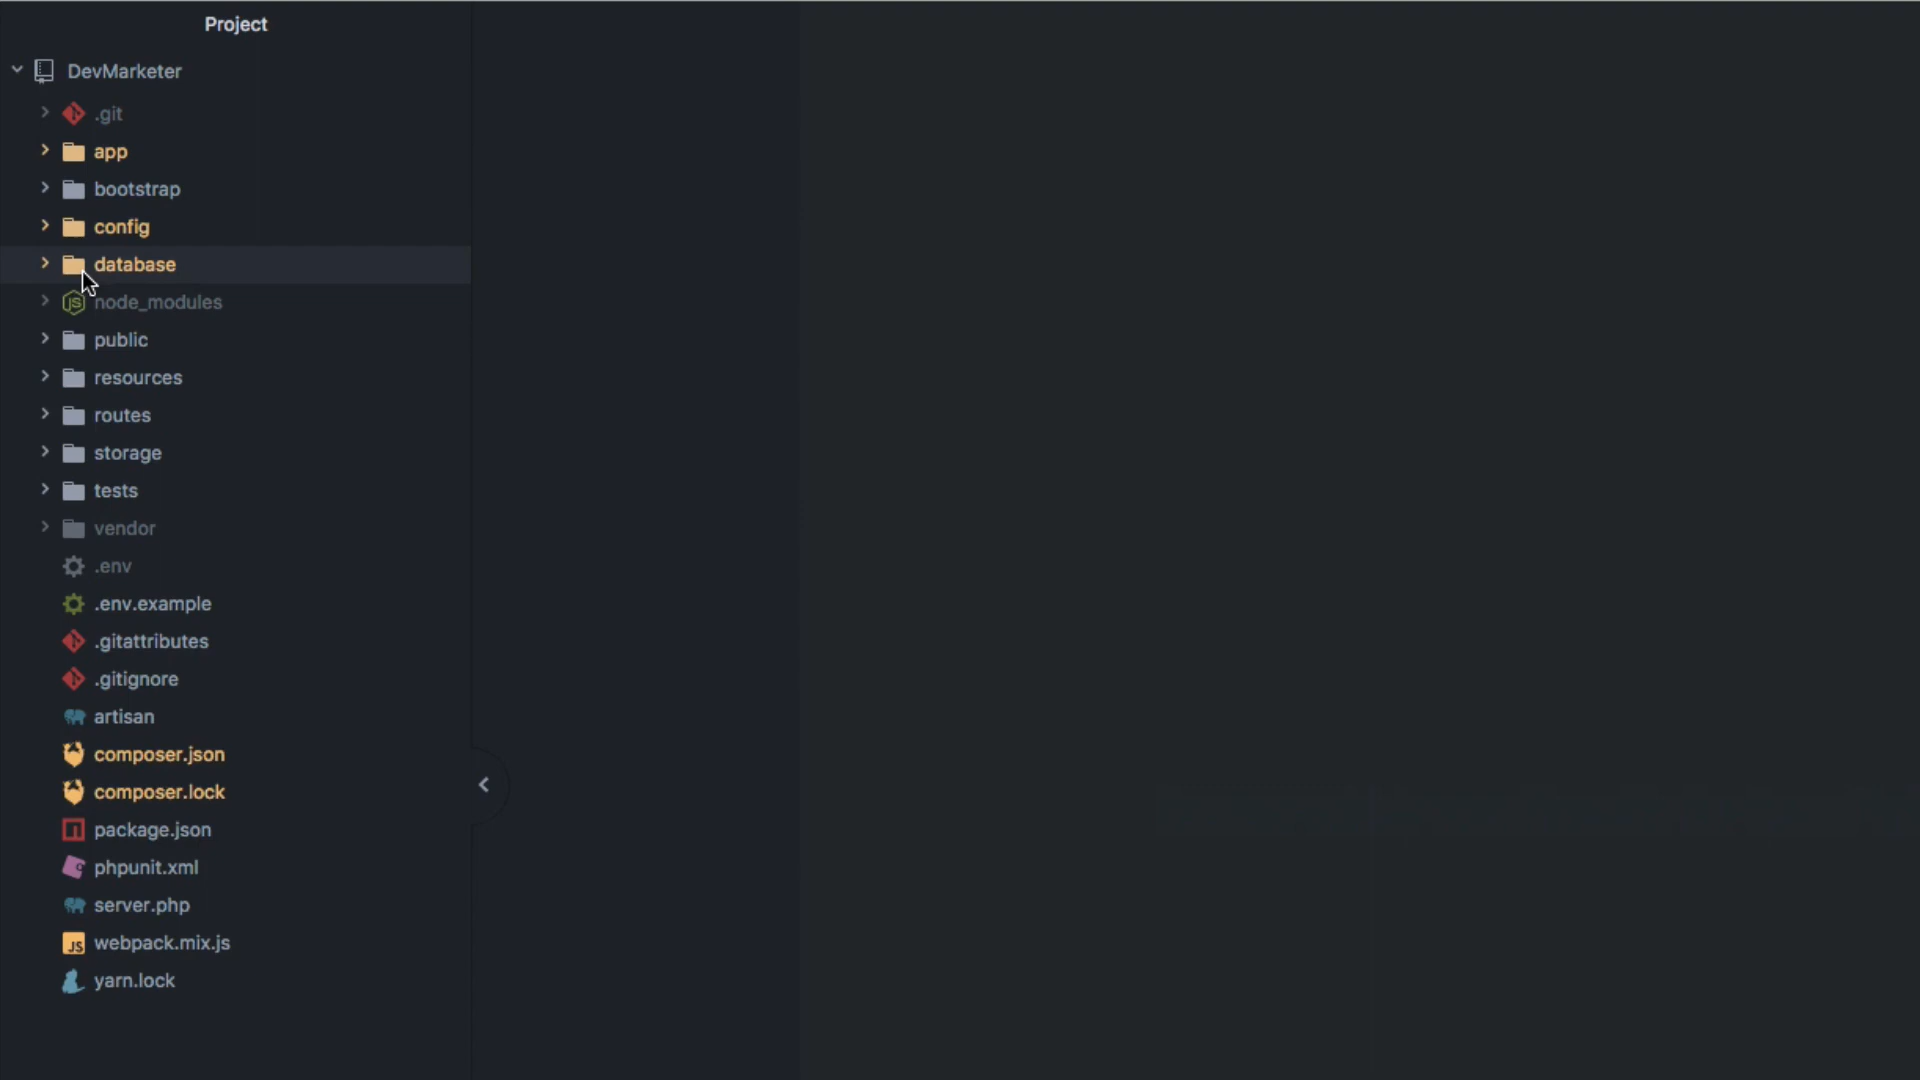 Project
DevMarketer
.git
app
bootstrap
config
database
node_modules
public
resources
routes
storage
tests
vendor
.env
.env.example
.gitattributes
.gitignore
artisan
composer.json
composer.lock
package.json
phpunit.xml
server.php
webpack.mix.js
yarn.lock